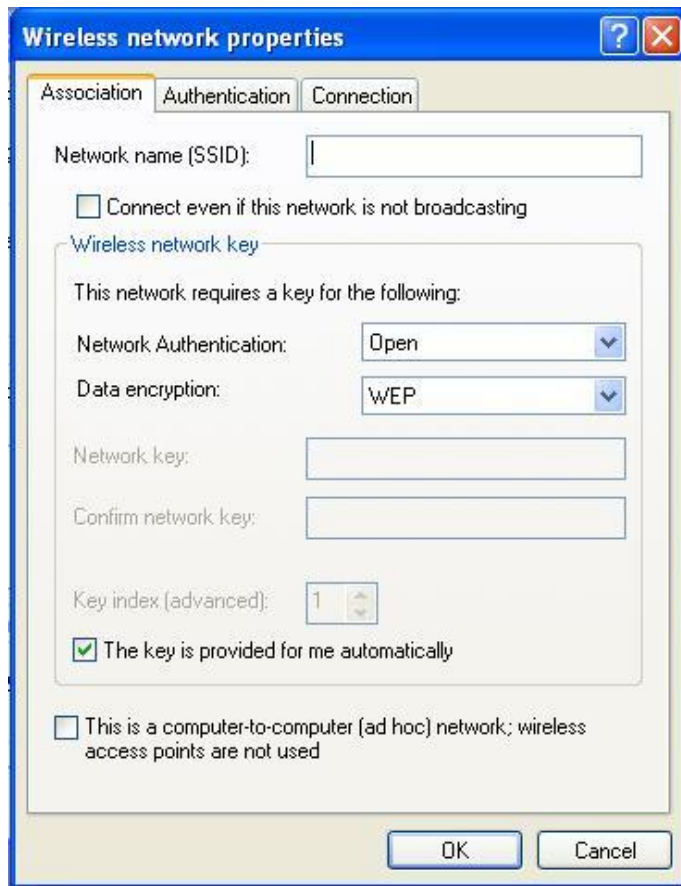 Wireless network properties
Association Authentication Connection
Network name (SSID):
Connect even if this network is not broadcasting
Wireless network key
This network requires a key for the following:
Network Authentication: Open
Data encryption: WEP
Network key:
Confirm network key:
Key index (advanced): 1
The key is provided for me automatically
This is a computer-to-computer (ad hoc) network; wireless
access points are not used
OK Cancel